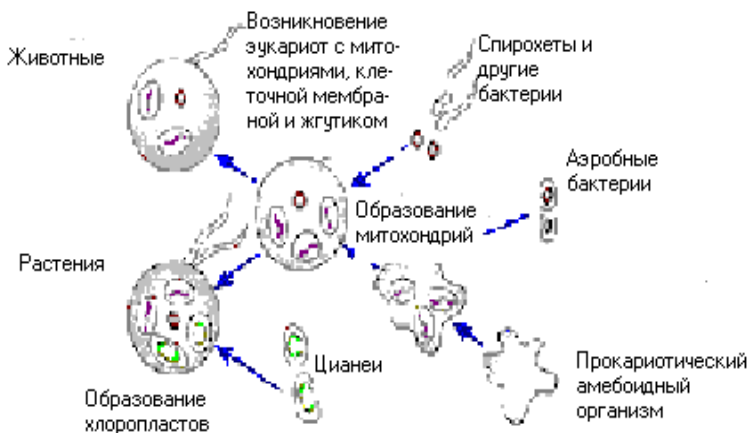 Животные
Возникновение
эукариот с мито-
хондриями, кле-
точной мембра-
ной и жгутиком
Спирохеты и
другие
бактерии
Аэробные
бактерии
Образование
митохондрий
Растения
Цианеи
Образование
хлоропластов
Прокариотический
амебоидный
организм